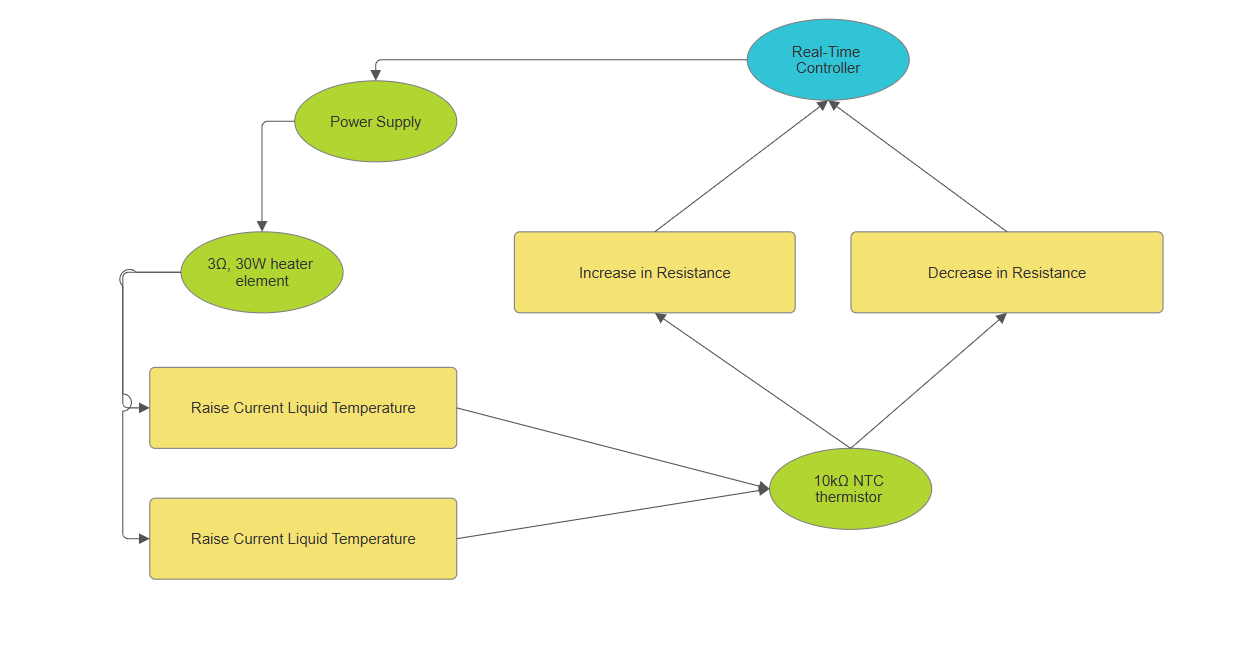 Real-Time
Controller
Power Supply
3Ω, 30W heater
element
Increase in Resistance
Decrease in Resistance
Raise Current Liquid Temperature
10kΩ NTC
thermistor
Raise Current Liquid Temperature